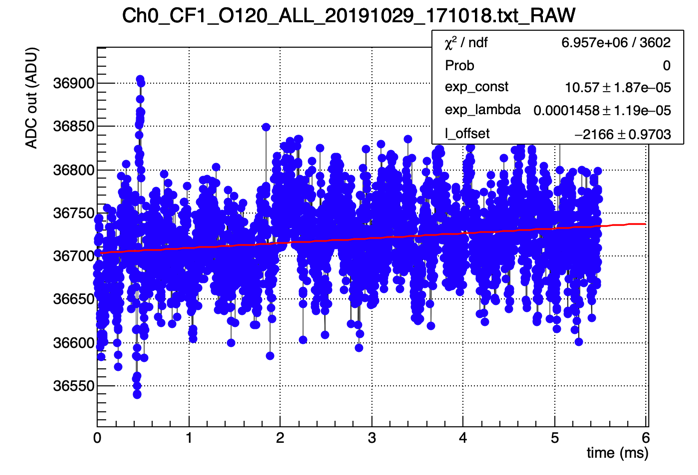 Ch0_CF1_O120_ALL_20191029_171018.txt_RAW
χ² / ndf 6.957e+06 / 3602
Prob 0
exp_const 10.57 ± 1.87e−05
exp_lambda 0.0001458 ± 1.19e−05
l_offset −2166 ± 0.9703
ADC out (ADU)
36900
36850
36800
36750
36700
36650
36600
36550
0 1 2 3 4 5 6
time (ms)